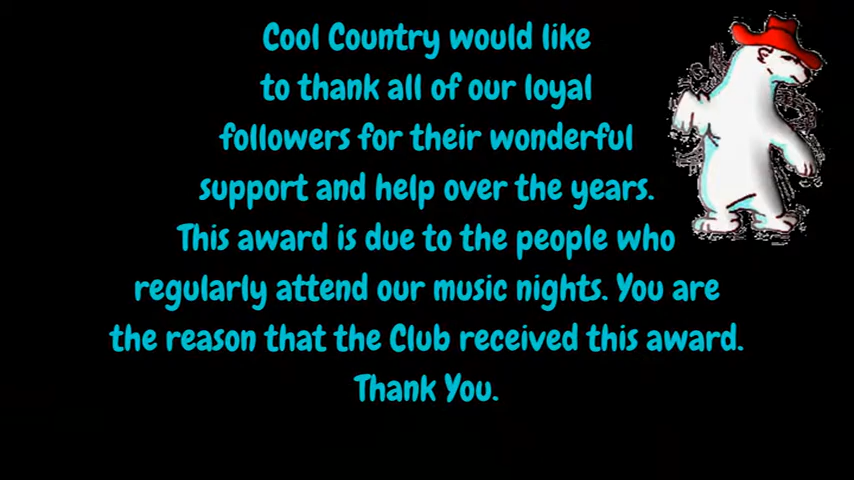 Cool Country would like
to thank all of our loyal
followers for their wonderful
support and help over the years.
This award is due to the people who
regularly attend our music nights. You are
the reason that the Club received this award.
Thank You.